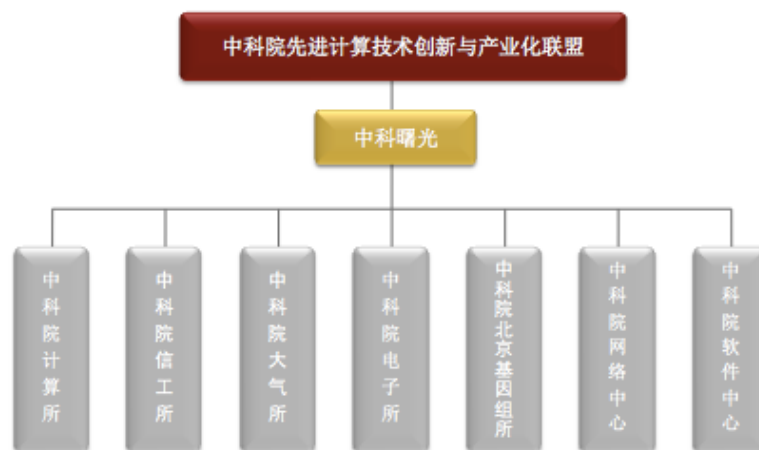 中科院先进计算技术创新与产业化联盟
中科曙光
中科院计算所
中科院信工所
中科院大气所
中科院电子所
中科院北京基因组所
中科院网络中心
中科院软件中心